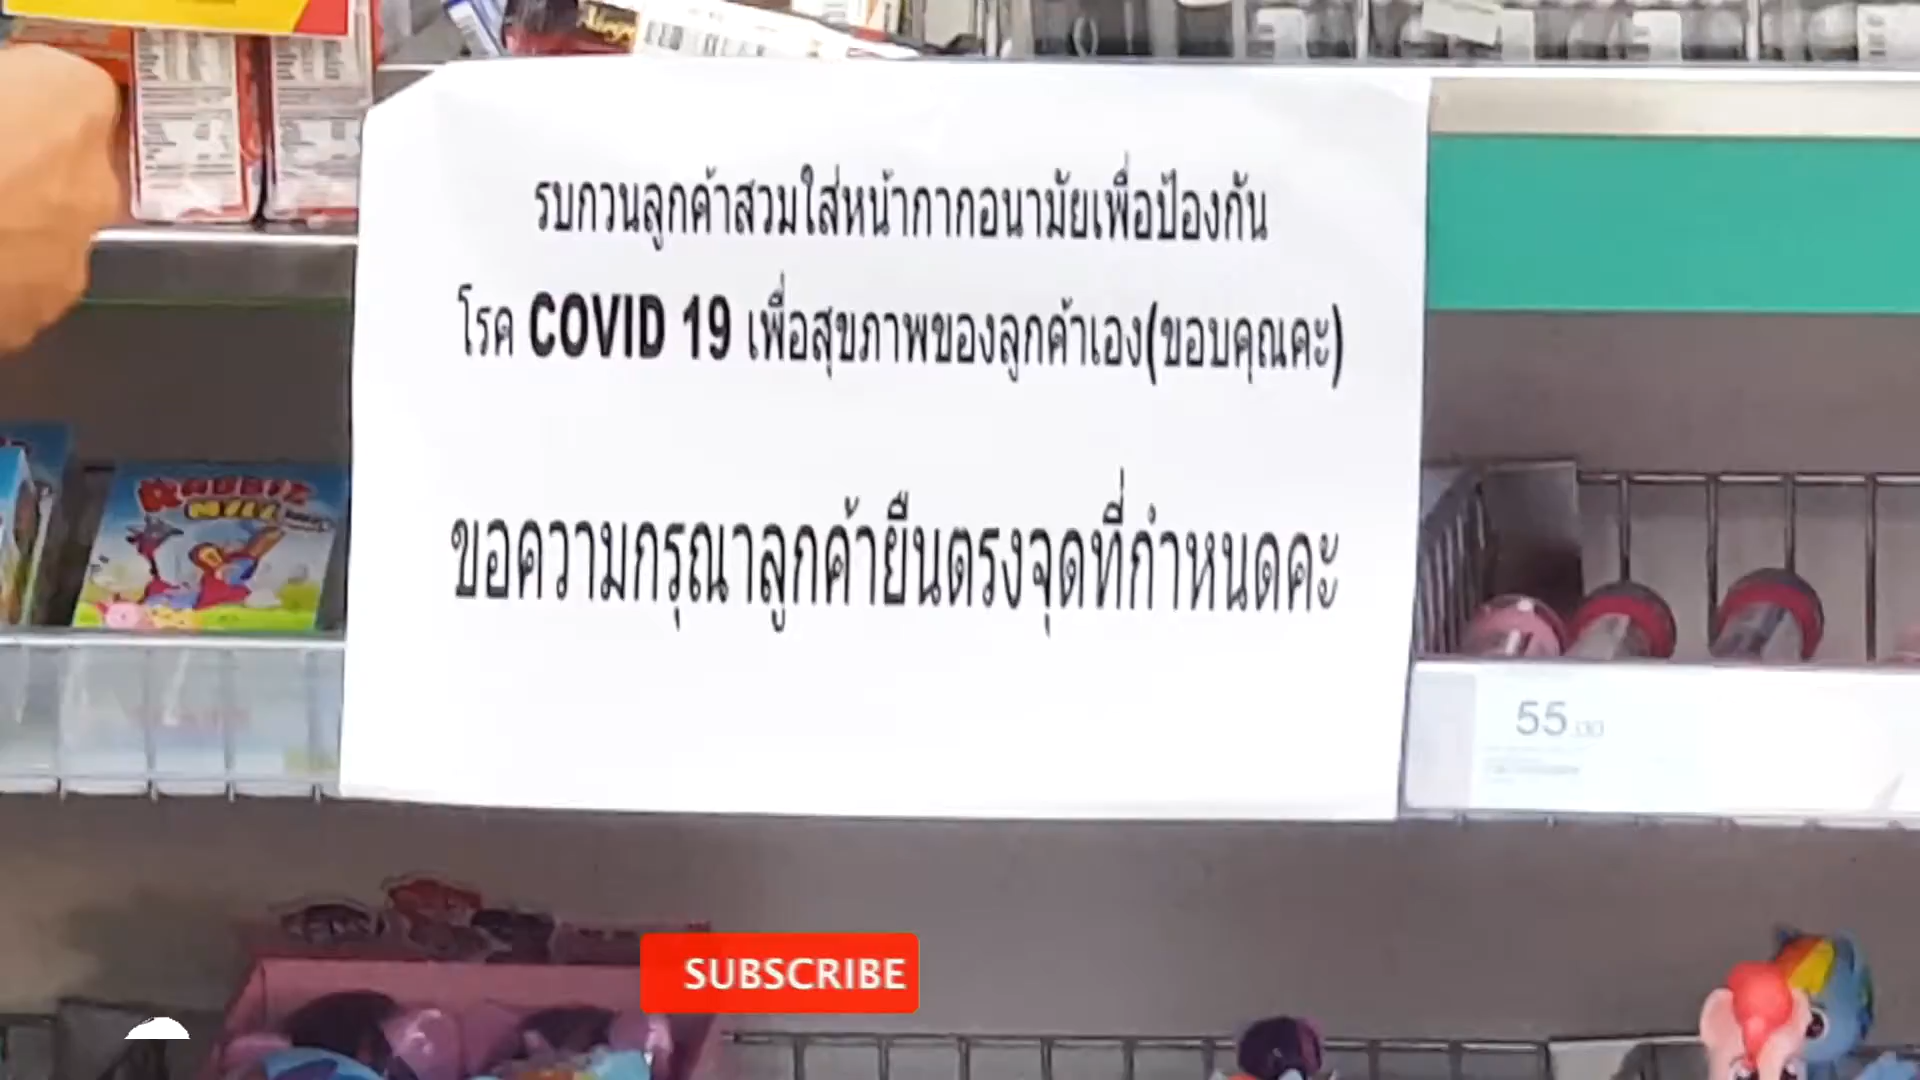 รบกวนลูกค้าสวมใส่หน้ากากอนามัยเพื่อป้องกัน
โรค COVID 19 เพื่อสุขภาพของลูกค้าเอง(ขอบคุณคะ)
ขอความกรุณาลูกค้ายืนตรงจุดที่กำหนดคะ
55.00
SUBSCRIBE